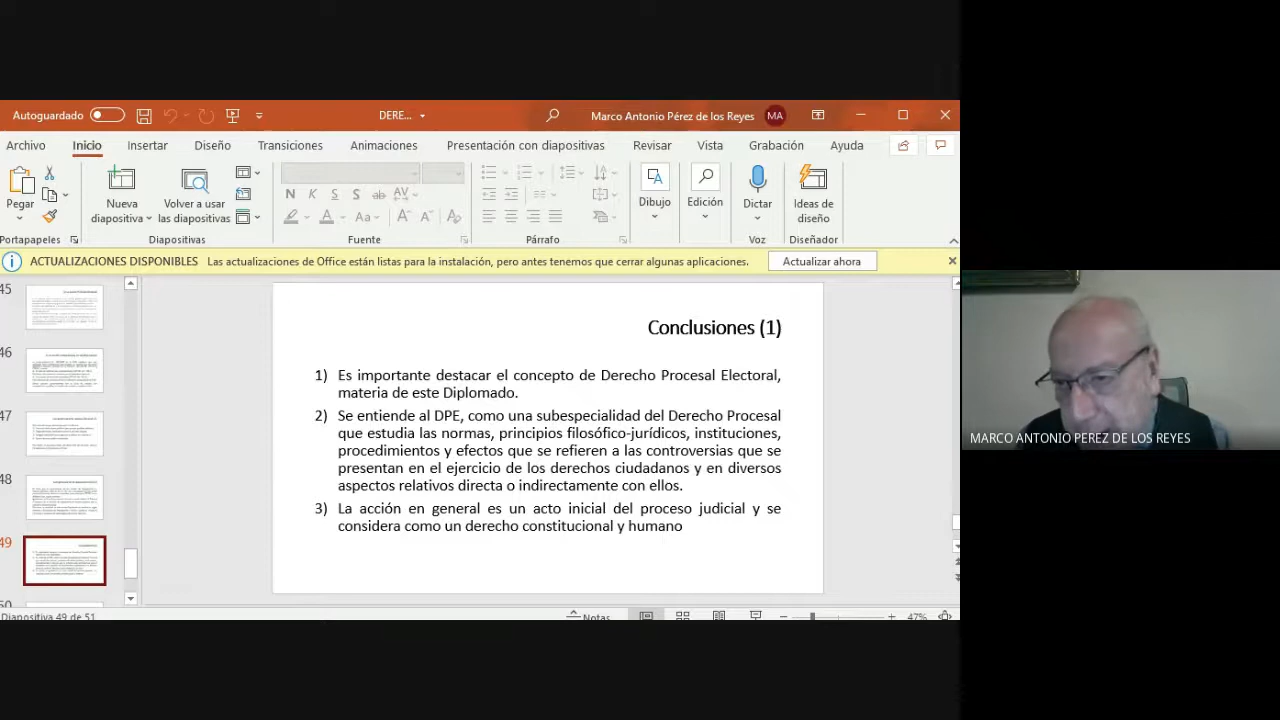 Autoguardado
DERE...
Marco Antonio Pérez de los Reyes
MA
Archivo
Inicio
Insertar
Diseño
Transiciones
Animaciones
Presentación con diapositivas
Revisar
Vista
Grabación
Ayuda
Pegar
Nueva
diapositiva
Volver a usar
las diapositivas
N K S S ab AV
Aa A A A
Dibujo
Edición
Dictar
Ideas de
diseño
Portapapeles
Diapositivas
Fuente
Párrafo
Voz
Diseñador
ACTUALIZACIONES DISPONIBLES Las actualizaciones de Office están listas para la instalación, pero antes tenemos que cerrar algunas aplicaciones.
Actualizar ahora
45
46
47
48
49
50
Conclusiones (1)
1) Es importante destacar el concepto de Derecho Procesal Electoral,
materia de este Diplomado.
2) Se entiende al DPE, como una subespecialidad del Derecho Procesal
que estudia las normas, principios filosófico-jurídicos, instituciones,
procedimientos y efectos que se refieren a las controversias que se
presentan en el ejercicio de los derechos ciudadanos y en diversos
aspectos relativos directa o indirectamente con ellos.
3) La acción en general es un acto inicial del proceso judicial y se
considera como un derecho constitucional y humano
MARCO ANTONIO PEREZ DE LOS REYES
Diapositiva 49 de 51
Notas
47%